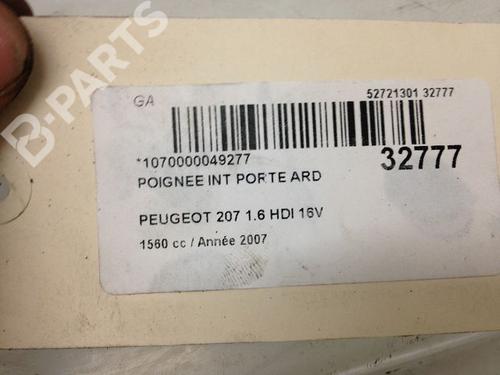 B-PARTS
GA
52721301 32777
*1070000049277
32777
POIGNEE INT PORTE ARD
PEUGEOT 207 1.6 HDI 16V
1560 cc / Année 2007